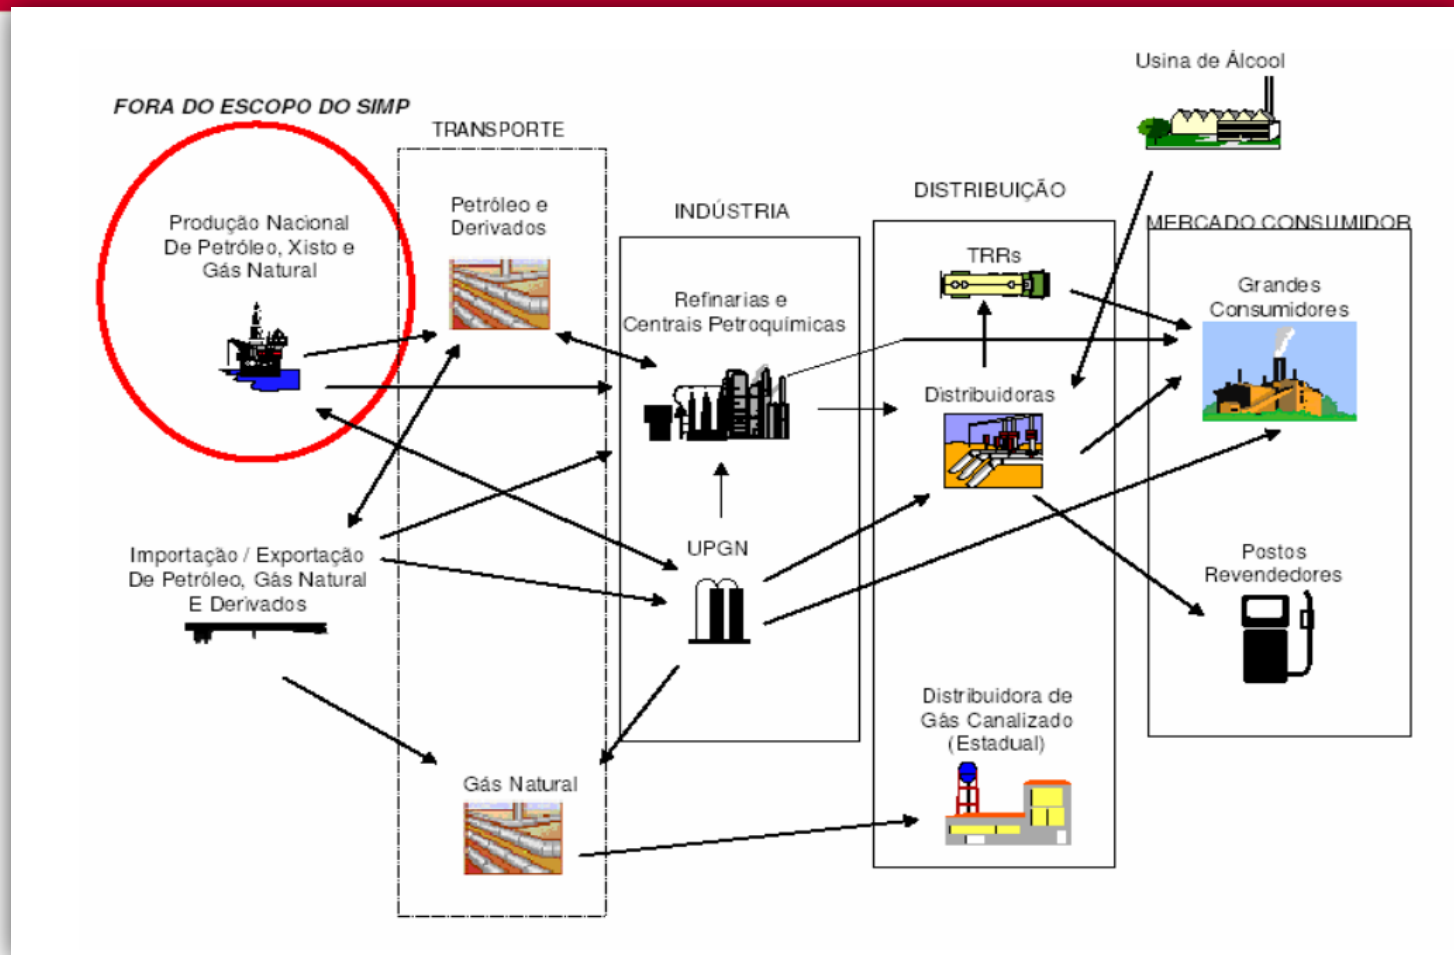 Usina de Álcool
FORA DO ESCOPO DO SIMP
TRANSPORTE
Produção Nacional
De Petróleo, Xisto e
Gás Natural
Petróleo e
Derivados
INDÚSTRIA
Refinarias e
Centrais Petroquímicas
DISTRIBUIÇÃO
TRRs
MERCADO CONSUMIDOR
Grandes
Consumidores
Distribuidoras
Importação / Exportação
De Petróleo, Gás Natural
E Derivados
UPGN
Postos
Revendedores
Distribuidora de
Gás Canalizado
(Estadual)
Gás Natural